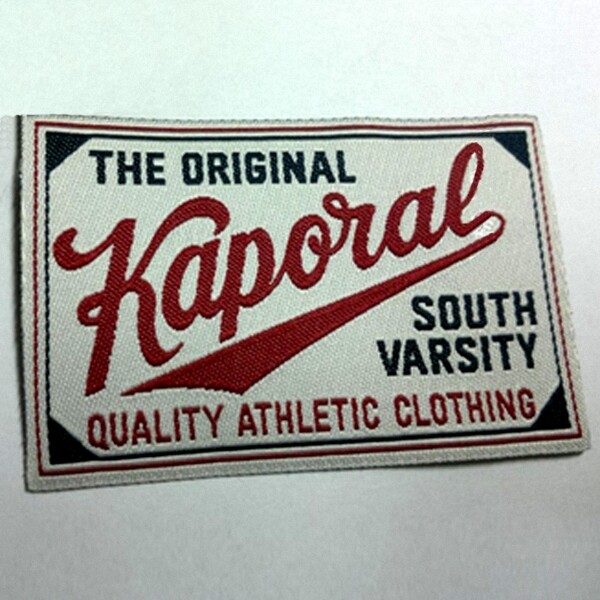 THE ORIGINAL
Kaporal
SOUTH
VARSITY
QUALITY ATHLETIC CLOTHING